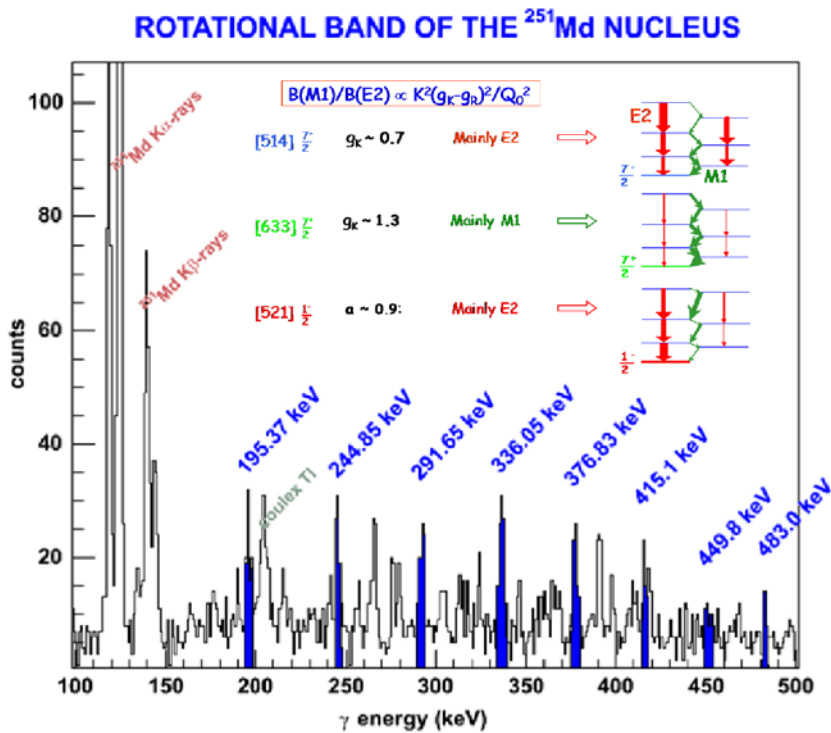 ROTATIONAL BAND OF THE ²⁵¹Md NUCLEUS
B(M1)/B(E2) ∝ K²(gK-gR)²/Q₀²
[514] 7/2⁻ gK ~ 0.7 Mainly E2
E2
M1
7/2⁻
[633] 7/2⁺ gK ~ 1.3 Mainly M1
7/2⁺
[521] 1/2⁻ a ~ 0.9: Mainly E2
1/2⁻
Md Kα-rays
Md Kβ-rays
coulex Tl
195.37 keV
244.85 keV
291.65 keV
336.05 keV
376.83 keV
415.1 keV
449.8 keV
483.0 keV
counts
100
80
60
40
20
100 150 200 250 300 350 400 450 500
γ energy (keV)